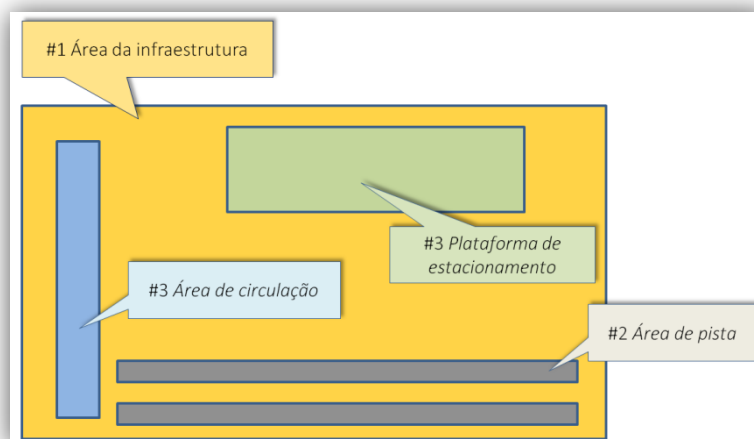 #1 Área da infraestrutura
#3 Plataforma de
estacionamento
#3 Área de circulação
#2 Área de pista